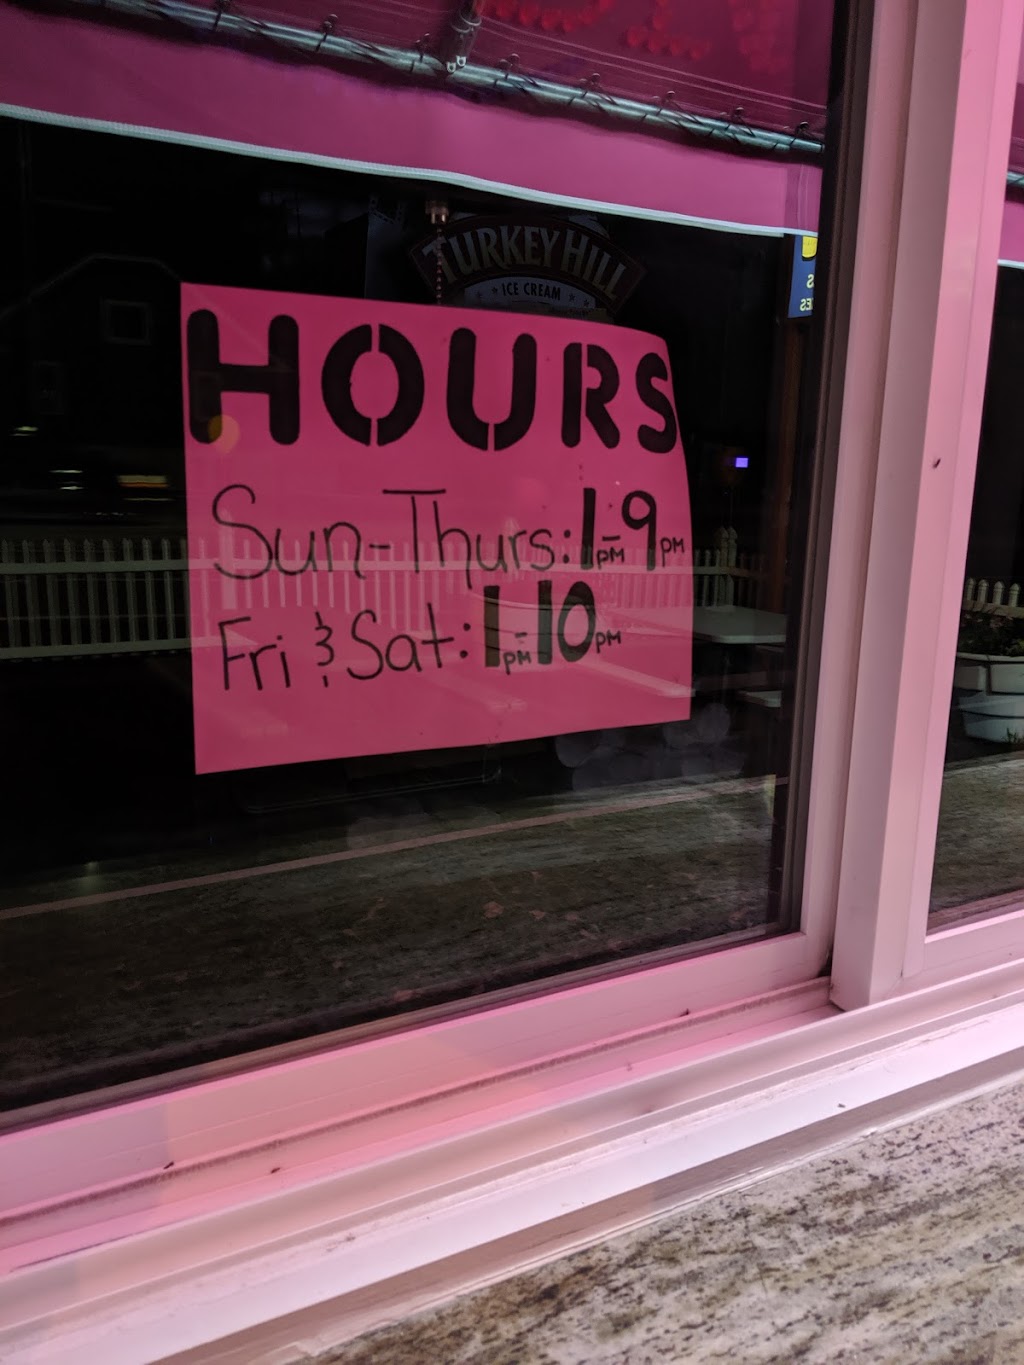 TURKEY HILL
ICE CREAM
HOURS
Sun-Thurs: 1PM-9PM
Fri & Sat: 1PM-10PM